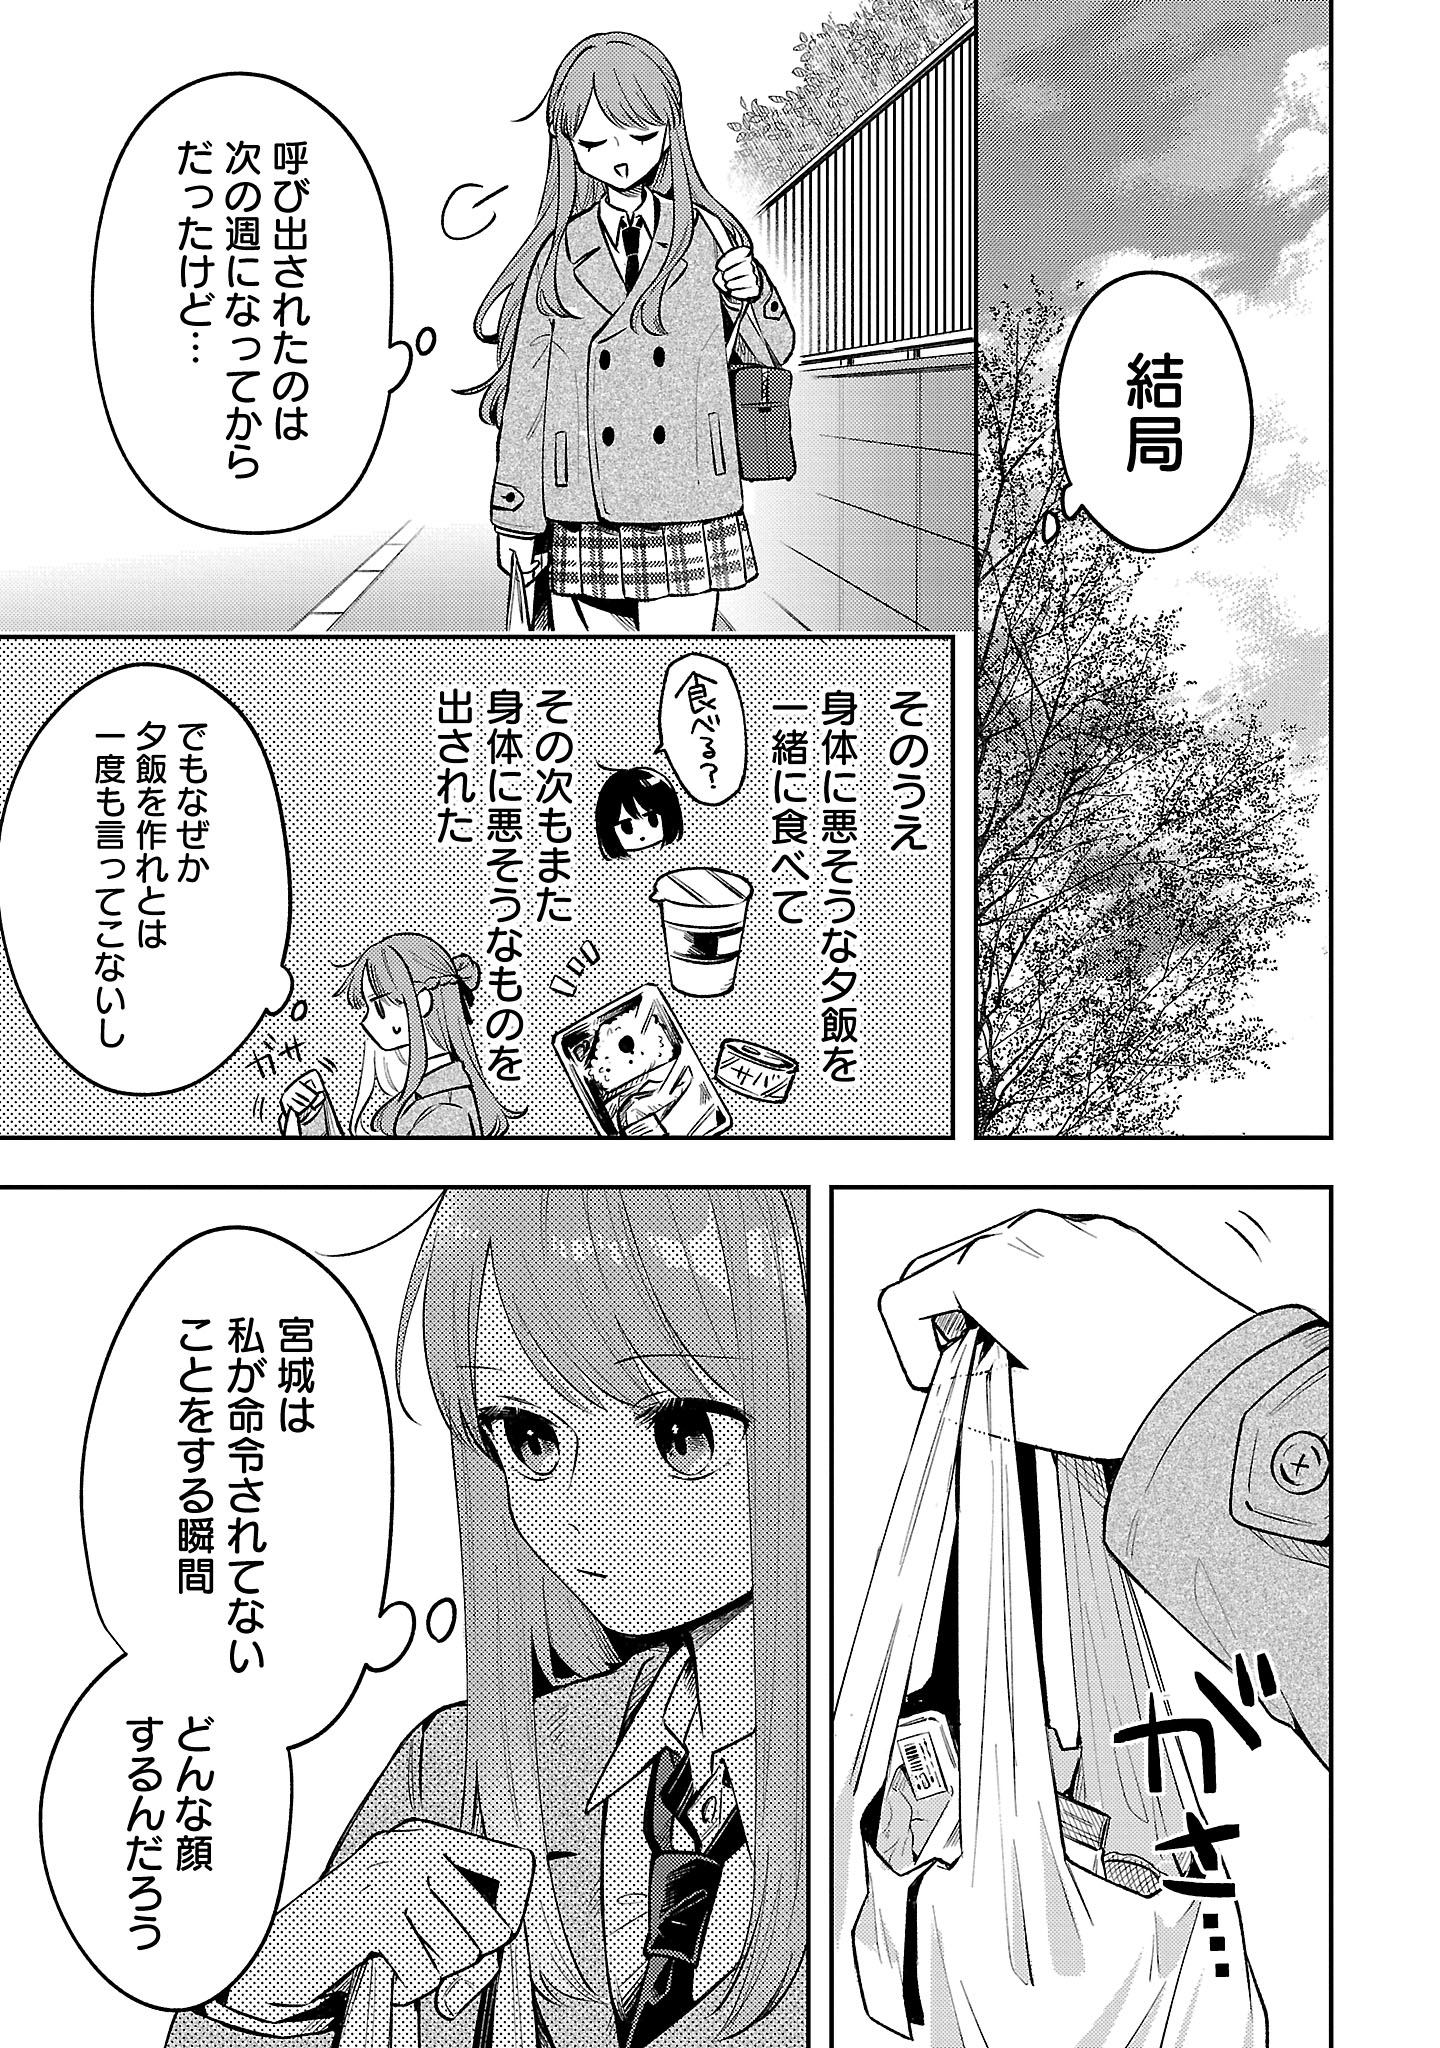 結局
呼び出されたのは
次の週になってから
だったけど…
そのうえ
身体に悪そうな夕飯を
一緒に食べて
食べる?
サバ
その次もまた
身体に悪そうなものを
出された
でもなぜか
夕飯を作れとは
一度も言ってこないし
ガサ
ガサ…
宮城は
私が命令されてない
ことをする瞬間
どんな顔
するんだろう